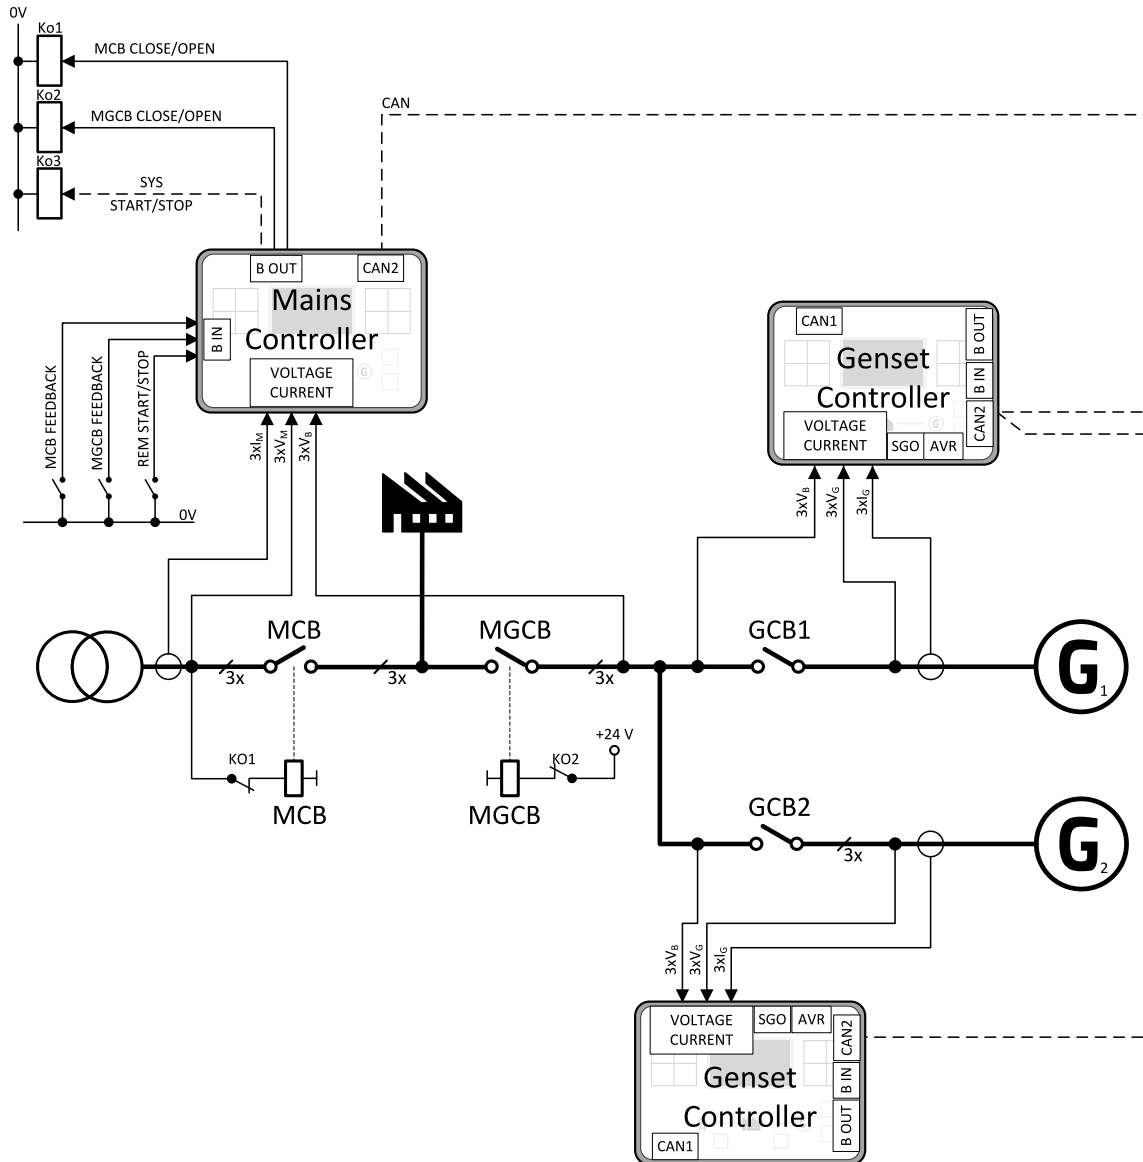 0V
Ko1
MCB CLOSE/OPEN
Ko2
MGCB CLOSE/OPEN
CAN
Ko3
SYS
START/STOP
B OUT
CAN2
Mains
Controller
B IN
VOLTAGE
CURRENT
G
MCB FEEDBACK
MGCB FEEDBACK
REM START/STOP
0V
3xIM
3xVM
3xVB
CAN1
B OUT
Genset
Controller
B IN
CAN2
VOLTAGE
CURRENT
SGO
AVR
G
3xVB
3xVG
3xIG
MCB
MGCB
GCB1
3x
3x
3x
G1
KO1
MCB
+24 V
KO2
MGCB
GCB2
3x
G2
3xVB
3xVG
3xIG
VOLTAGE
CURRENT
SGO
AVR
CAN2
Genset
Controller
B IN
B OUT
CAN1